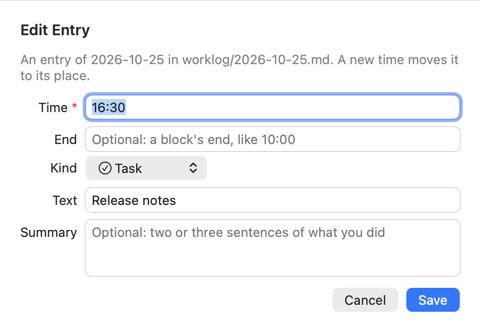 Edit Entry
An entry of 2026-10-25 in worklog/2026-10-25.md. A new time moves it
to its place.
Time * 16:30
End Optional: a block's end, like 10:00
Kind Task
Text Release notes
Summary Optional: two or three sentences of what you did
Cancel Save